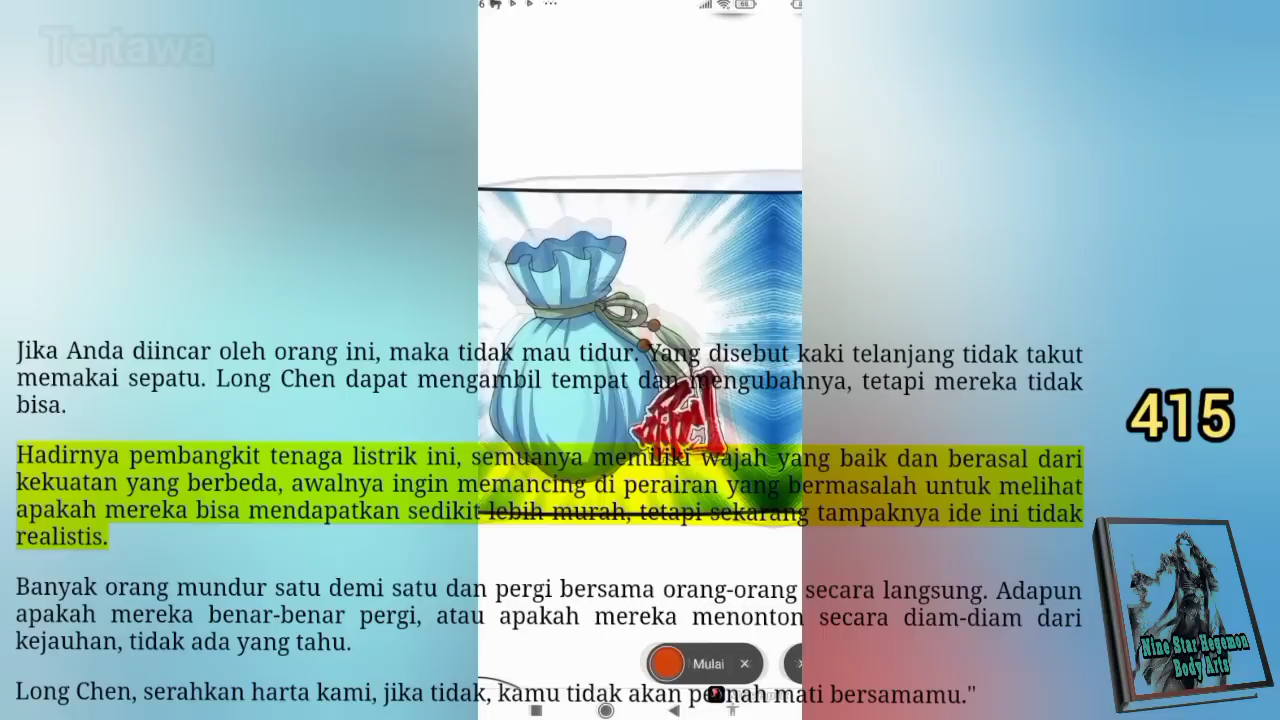 Tertawa
Jika Anda diincar oleh orang ini, maka tidak mau tidur. Yang disebut kaki telanjang tidak takut
memakai sepatu. Long Chen dapat mengambil tempat dan mengubahnya, tetapi mereka tidak
bisa.
415
Hadirnya pembangkit tenaga listrik ini, semuanya memiliki wajah yang baik dan berasal dari
kekuatan yang berbeda, awalnya ingin memancing di perairan yang bermasalah untuk melihat
apakah mereka bisa mendapatkan sedikit lebih murah, tetapi sekarang tampaknya ide ini tidak
realistis.
Banyak orang mundur satu demi satu dan pergi bersama orang-orang secara langsung. Adapun
apakah mereka benar-benar pergi, atau apakah mereka menonton secara diam-diam dari
kejauhan, tidak ada yang tahu.
Nine Star Hegemon
Body Arts
Mulai
Long Chen, serahkan harta kami, jika tidak, kamu tidak akan pernah mati bersamamu."